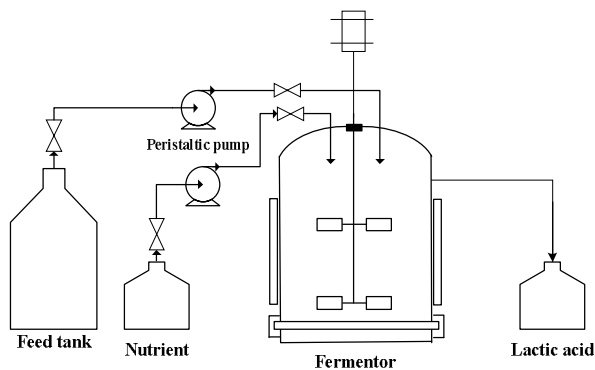 Peristaltic pump
Feed tank
Nutrient
Fermentor
Lactic acid